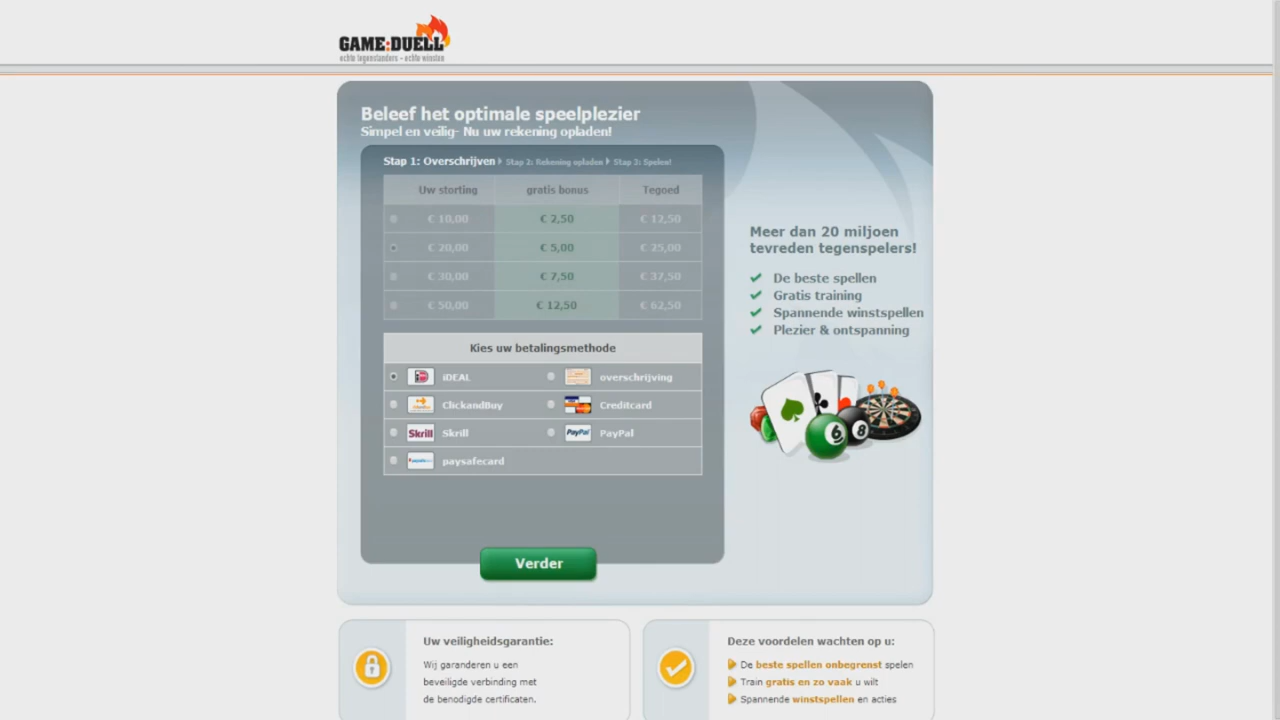 GAME:DUELL
echte tegenstanders - echte winsten
Beleef het optimale speelplezier
Simpel en veilig- Nu uw rekening opladen!
Stap 1: Overschrijven Stap 2: Rekening opladen Stap 3: Spelen!
Uw storting gratis bonus Tegoed
€ 10,00 € 2,50 € 12,50
€ 20,00 € 5,00 € 25,00
€ 30,00 € 7,50 € 37,50
€ 50,00 € 12,50 € 62,50
Kies uw betalingsmethode
iDEAL overschrijving
ClickandBuy Creditcard
Skrill Skrill PayPal PayPal
paysafecard
Verder
Meer dan 20 miljoen
tevreden tegenspelers!
De beste spellen
Gratis training
Spannende winstspellen
Plezier & ontspanning
6 8
Uw veiligheidsgarantie:
Wij garanderen u een
beveiligde verbinding met
de benodigde certificaten.
Deze voordelen wachten op u:
De beste spellen onbegrenst spelen
Train gratis en zo vaak u wilt
Spannende winstspellen en acties